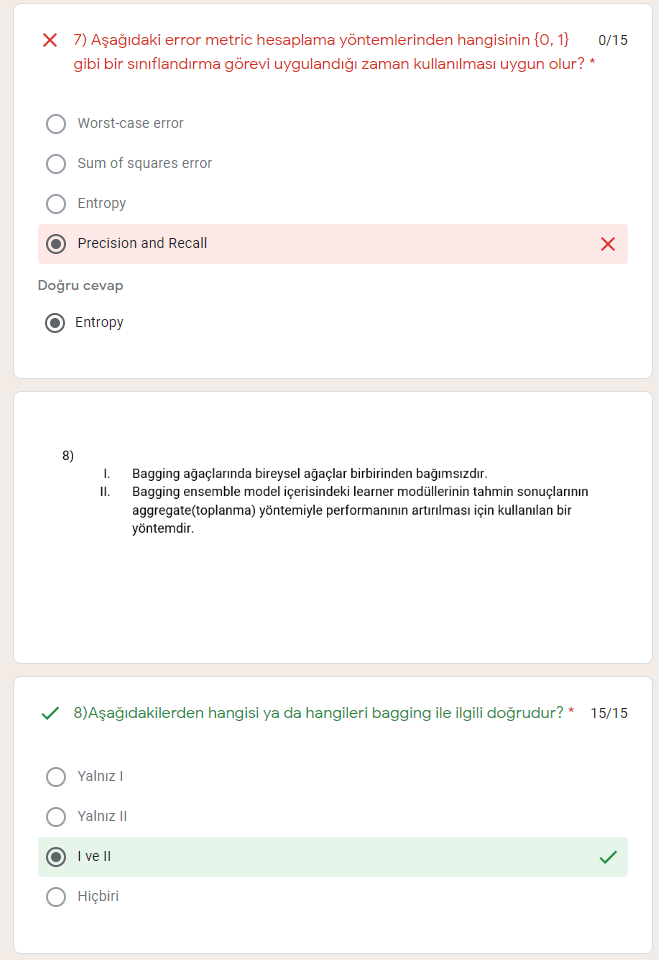 7) Aşağıdaki error metric hesaplama yöntemlerinden hangisinin {0, 1} 0/15
gibi bir sınıflandırma görevi uygulandığı zaman kullanılması uygun olur? *
Worst-case error
Sum of squares error
Entropy
Precision and Recall
Doğru cevap
Entropy
8)
I. Bagging ağaçlarında bireysel ağaçlar birbirinden bağımsızdır.
II. Bagging ensemble model içerisindeki learner modüllerinin tahmin sonuçlarının
aggregate(toplanma) yöntemiyle performanının artırılması için kullanılan bir
yöntemdir.
8)Aşağıdakilerden hangisi ya da hangileri bagging ile ilgili doğrudur? * 15/15
Yalnız I
Yalnız II
I ve II
Hiçbiri